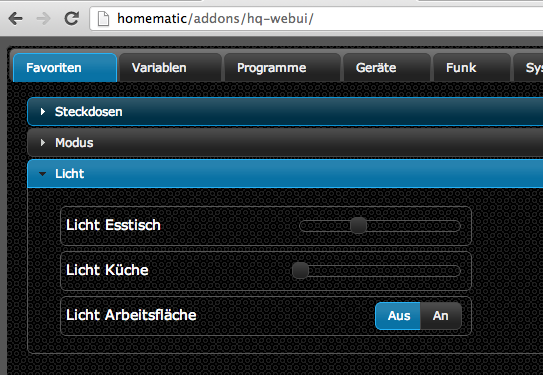 homematic/addons/hq-webui/
Favoriten Variablen Programme Geräte Funk Sys
Steckdosen
Modus
Licht
Licht Esstisch
Licht Küche
Licht Arbeitsfläche Aus An